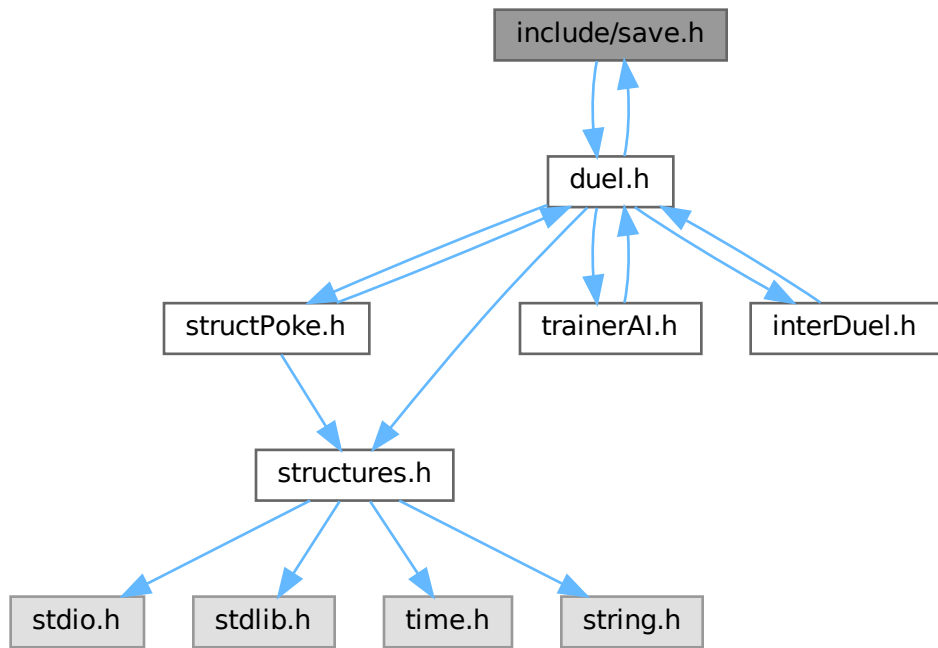 include/save.h
duel.h
structPoke.h
trainerAI.h
interDuel.h
structures.h
stdio.h
stdlib.h
time.h
string.h